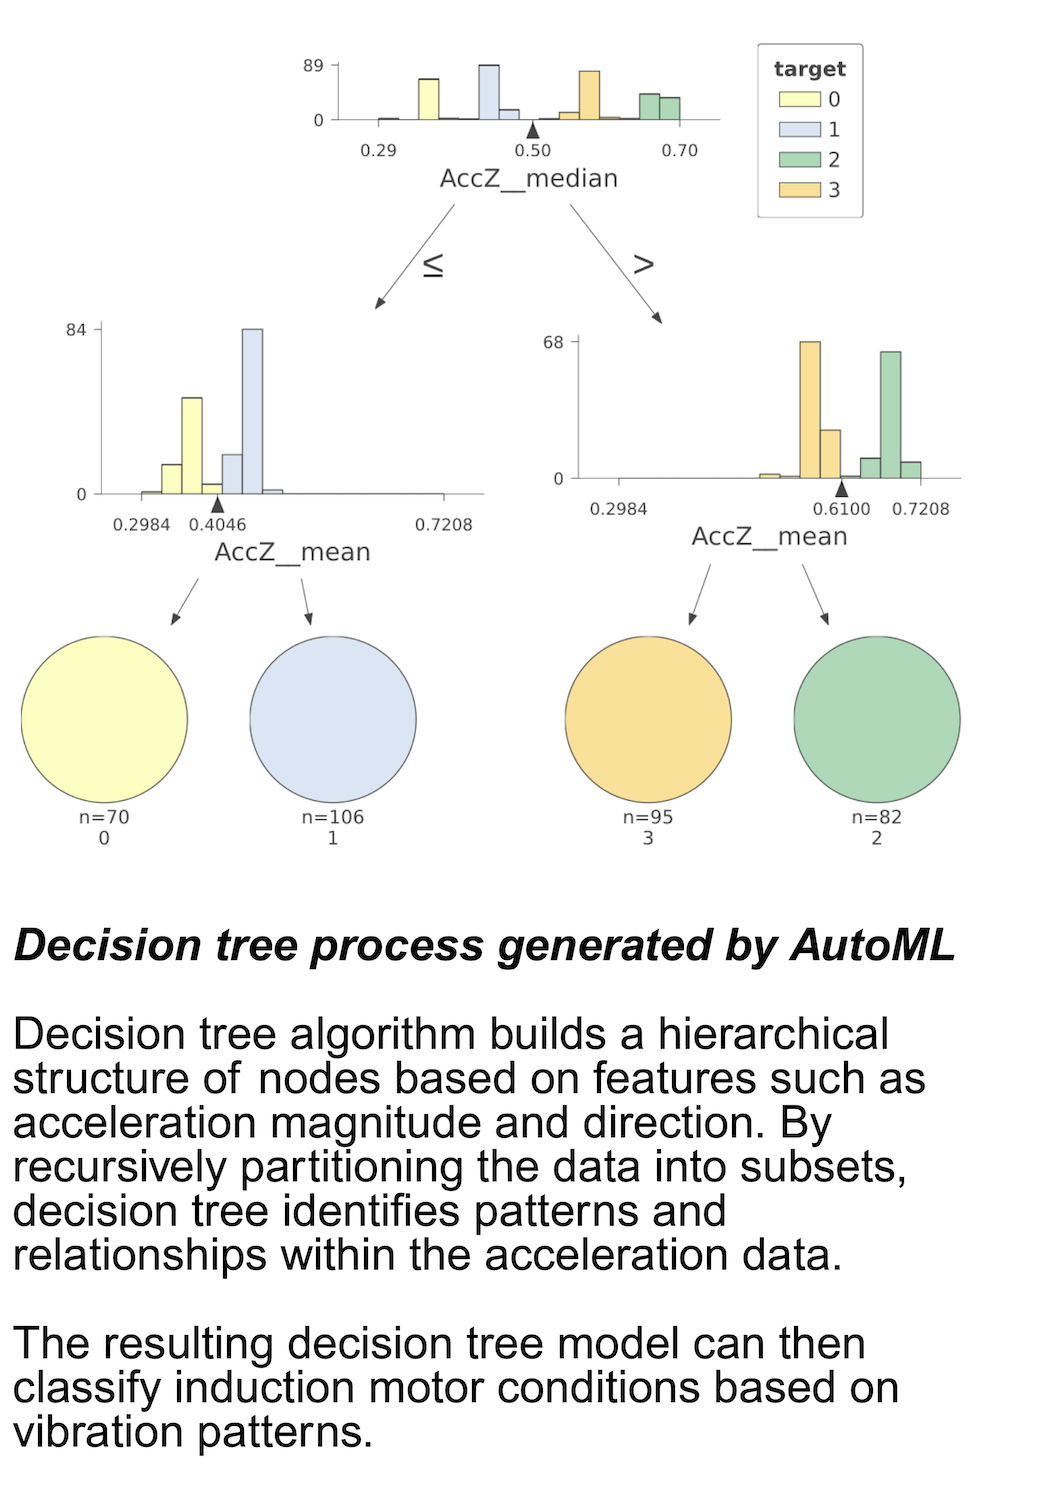 89
0
0.29
0.50
0.70
AccZ__median
target
0
1
2
3
≤
>
84
0
0.2984
0.4046
0.7208
AccZ__mean
68
0
0.2984
0.6100
0.7208
AccZ__mean
n=70
0
n=106
1
n=95
3
n=82
2
Decision tree process generated by AutoML
Decision tree algorithm builds a hierarchical
structure of nodes based on features such as
acceleration magnitude and direction. By
recursively partitioning the data into subsets,
decision tree identifies patterns and
relationships within the acceleration data.
The resulting decision tree model can then
classify induction motor conditions based on
vibration patterns.